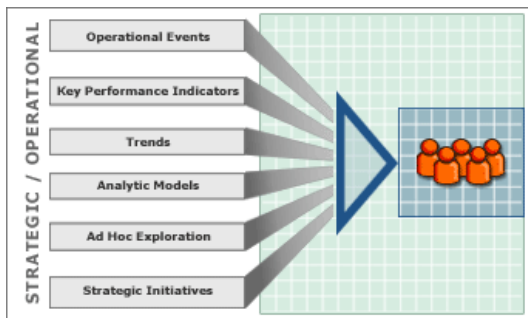 STRATEGIC / OPERATIONAL
Operational Events
Key Performance Indicators
Trends
Analytic Models
Ad Hoc Exploration
Strategic Initiatives